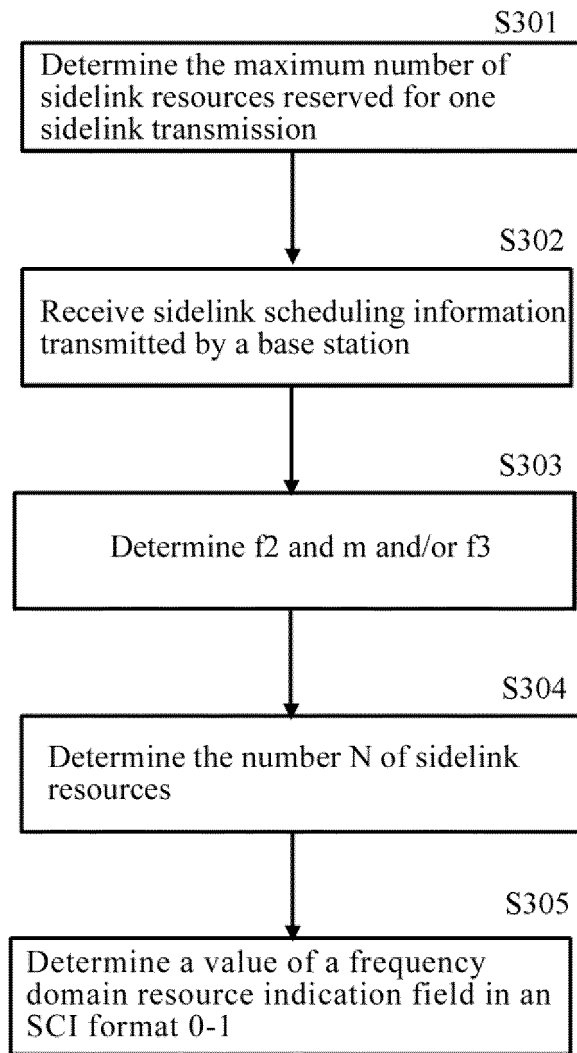 S301
Determine the maximum number of
sidelink resources reserved for one
sidelink transmission
S302
Receive sidelink scheduling information
transmitted by a base station
S303
Determine f2 and m and/or f3
S304
Determine the number N of sidelink
resources
S305
Determine a value of a frequency
domain resource indication field in an
SCI format 0-1